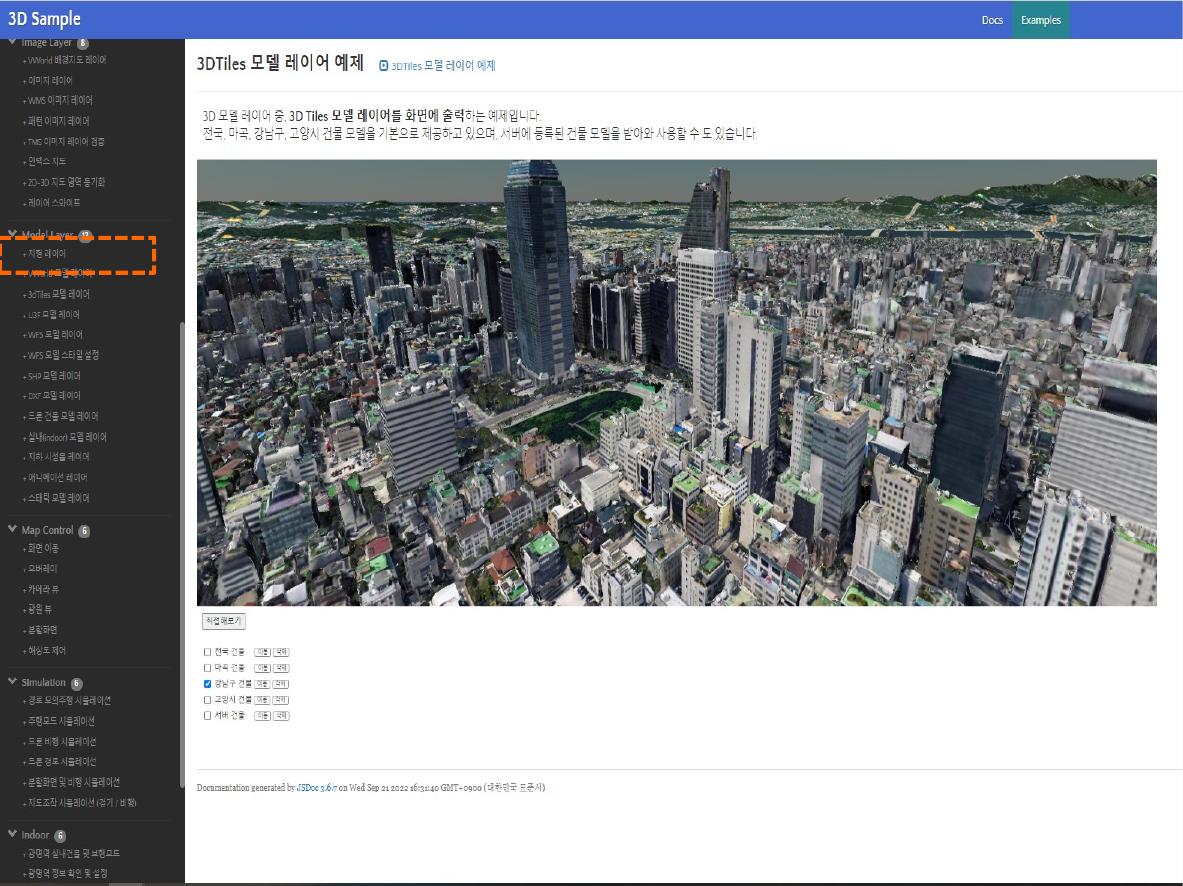 3D Sample
Docs
Examples
Image Layer 8
+ VWorld 배경지도 레이어
+ 이미지 레이어
+ WMS 이미지 레이어
+ 패턴 이미지 레이어
+ TMS 이미지 레이어 검증
+ 인덱스 지도
+ 2D-3D 지도 영역 동기화
+ 레이어 스와이프
Model Layer 13
+ 지형 레이어
+ VWorld 모델 레이어
+ 3dTiles 모델 레이어
+ U3F 모델 레이어
+ WFS 모델 레이어
+ WFS 모델 스타일 설정
+ SHP 모델 레이어
+ DXF 모델 레이어
+ 드론 건물 모델 레이어
+ 실내(indoor) 모델 레이어
+ 지하 시설물 레이어
+ 애니메이션 레이어
+ 스태틱 모델 레이어
Map Control 6
+ 화면 이동
+ 오버레이
+ 카메라 뷰
+ 광원 뷰
+ 분할화면
+ 해상도 제어
Simulation 6
+ 경로 모의주행 시뮬레이션
+ 주행모드 시뮬레이션
+ 드론 비행 시뮬레이션
+ 드론 경로 시뮬레이션
+ 분할화면 및 비행 시뮬레이션
+ 지도조작 시뮬레이션 (걷기 / 비행)
Indoor 6
+ 광명역 실내건물 및 보행모드
+ 광명역 정보 확인 및 설정
3DTiles 모델 레이어 예제
3DTiles 모델 레이어 예제
3D 모델 레이어 중, 3D Tiles 모델 레이어를 화면에 출력하는 예제입니다.
전국, 마곡, 강남구, 고양시 건물 모델을 기본으로 제공하고 있으며, 서버에 등록된 건물 모델을 받아와 사용할 수 도 있습니다.
직접해보기
전국 건물 이동 삭제
마곡 건물 이동 삭제
강남구 건물 이동 삭제
고양시 건물 이동 삭제
서버 건물 이동 삭제
Documentation generated by JSDoc 3.6.7 on Wed Sep 21 2022 16:31:40 GMT+0900 (대한민국 표준시)